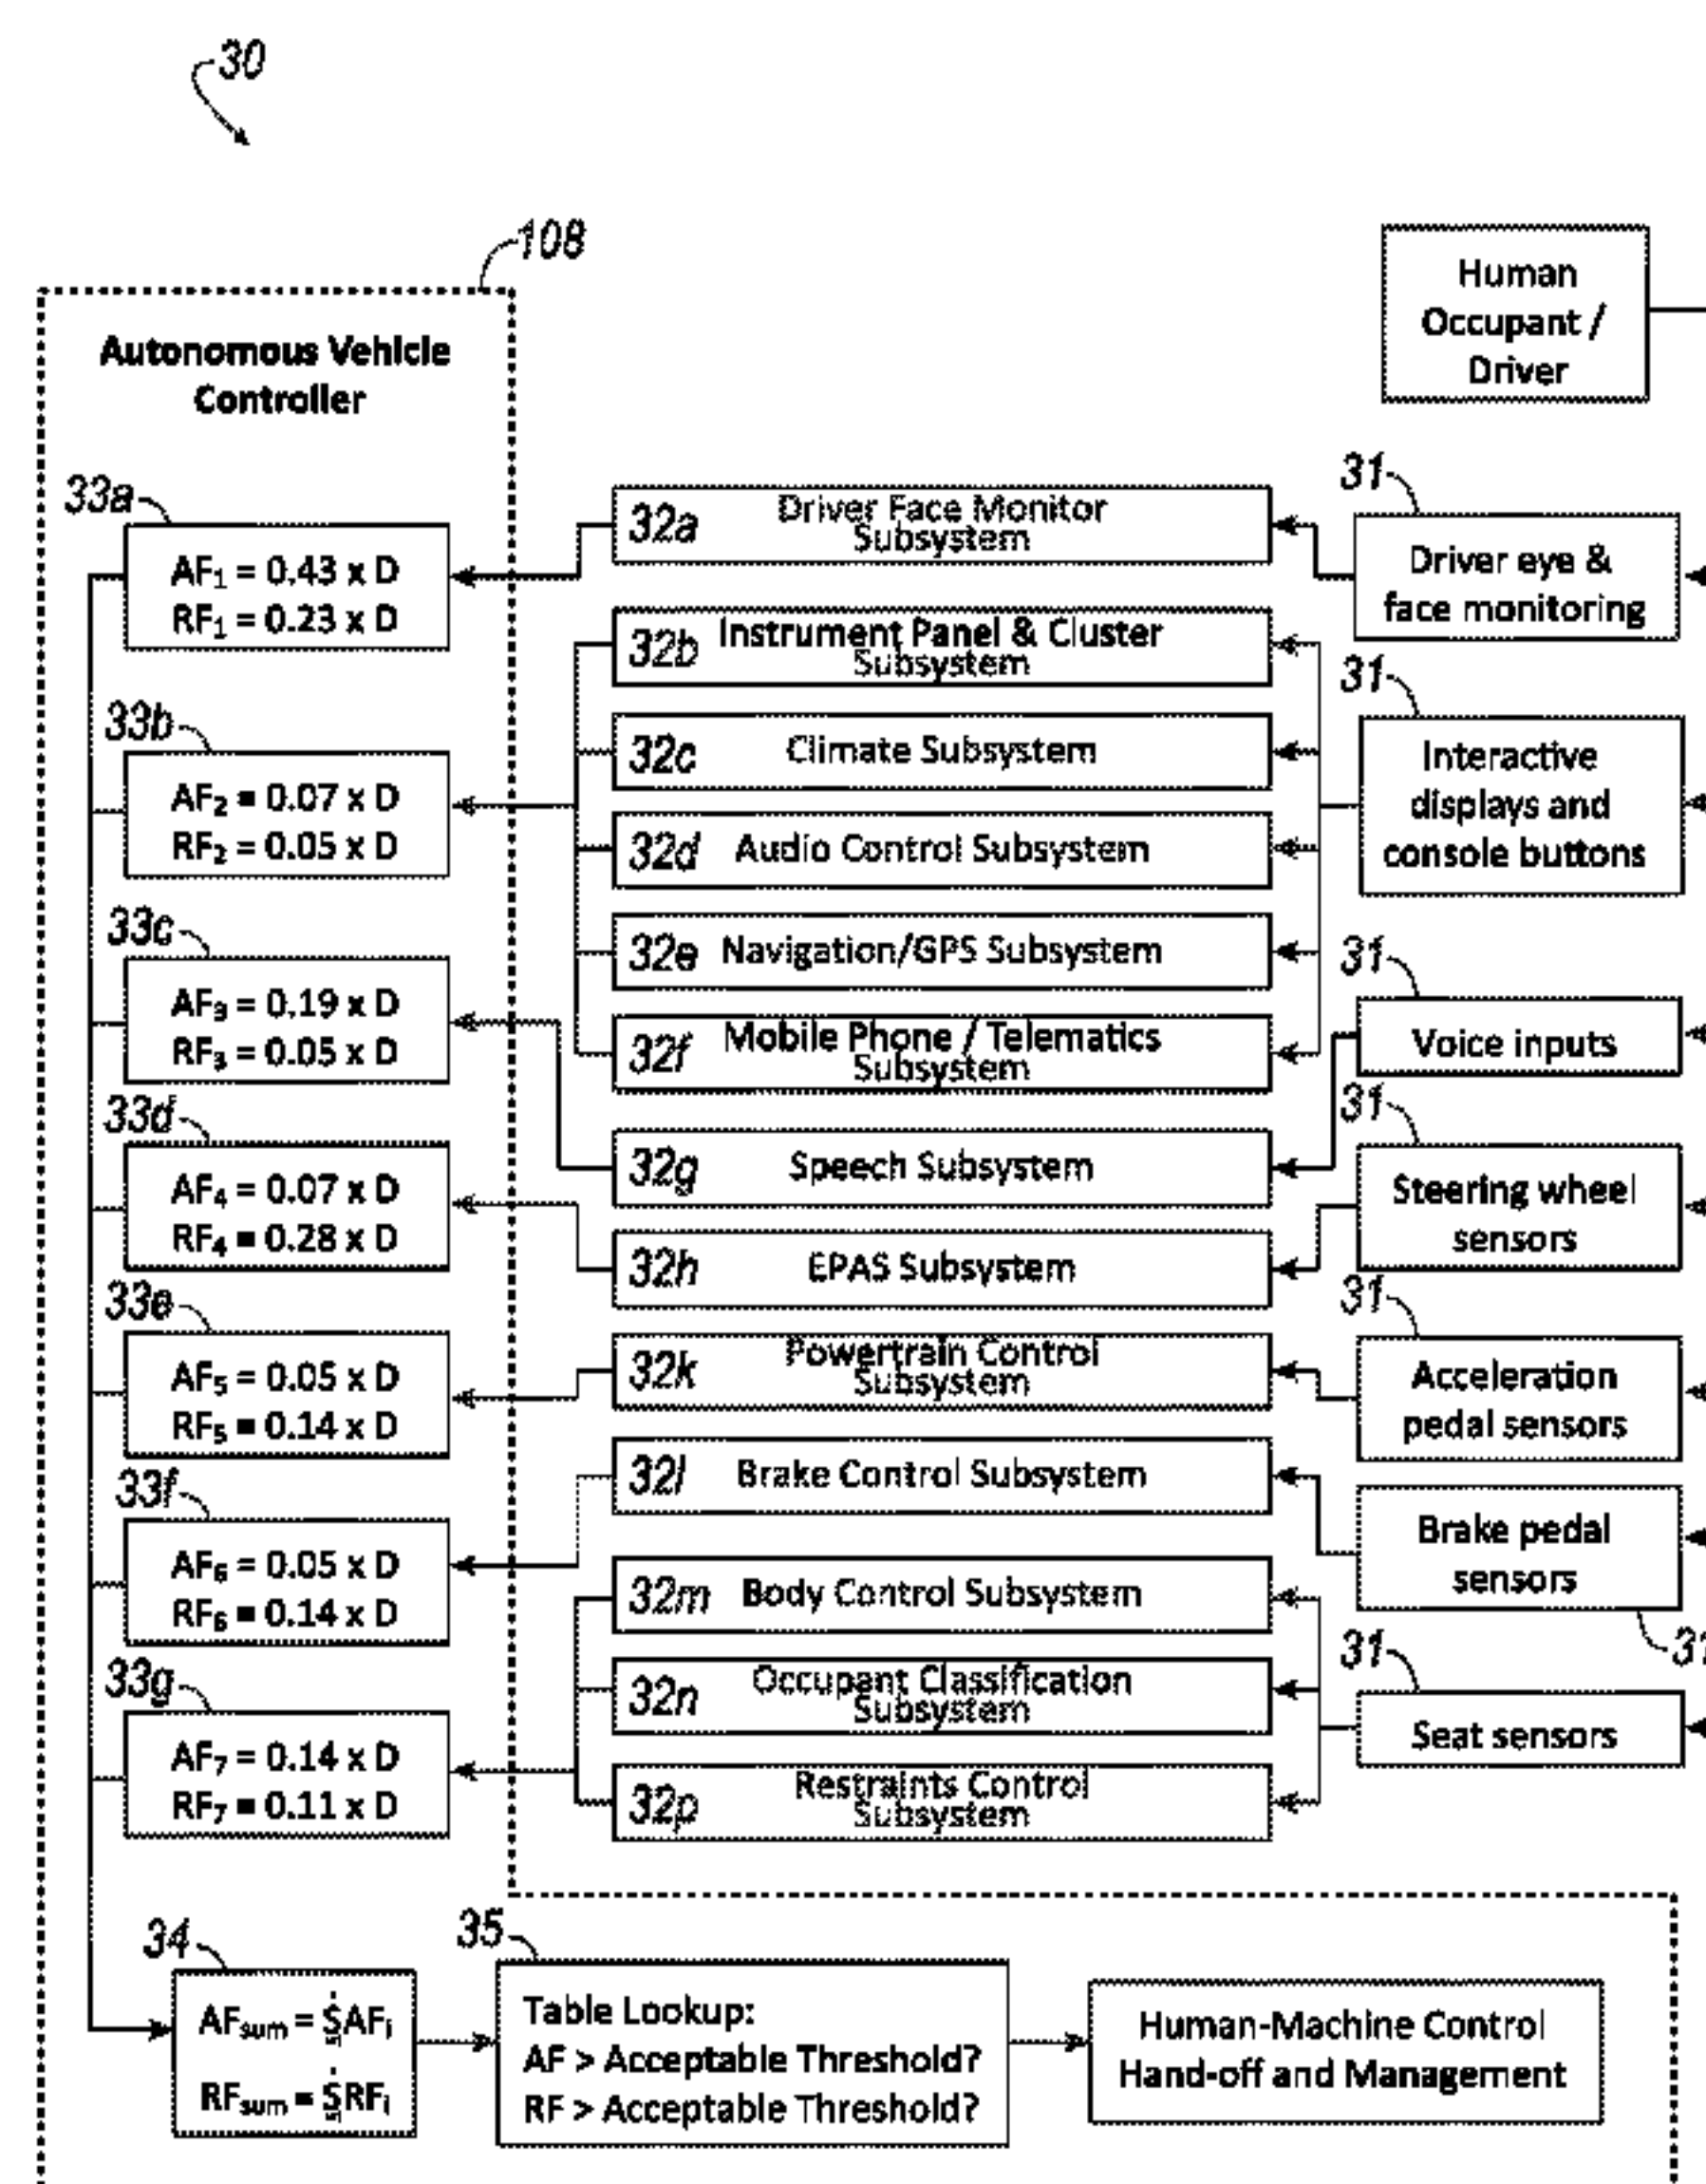 30
108
Human
Occupant /
Driver
Autonomous Vehicle
Controller
33a
AF₁ = 0.43 x D
RF₁ = 0.23 x D
32a
Driver Face Monitor
Subsystem
31
Driver eye &
face monitoring
33b
AF₂ = 0.07 x D
RF₂ = 0.05 x D
32b
Instrument Panel & Cluster
Subsystem
32c Climate Subsystem
32d Audio Control Subsystem
32e Navigation/GPS Subsystem
32f
Mobile Phone / Telematics
Subsystem
31
Interactive
displays and
console buttons
33c
AF₃ = 0.19 x D
RF₃ = 0.05 x D
32g Speech Subsystem
31
Voice inputs
33d
AF₄ = 0.07 x D
RF₄ = 0.28 x D
32h EPAS Subsystem
31
Steering wheel
sensors
33e
AF₅ = 0.05 x D
RF₅ = 0.14 x D
32k
Powertrain Control
Subsystem
31
Acceleration
pedal sensors
33f
AF₆ = 0.05 x D
RF₆ = 0.14 x D
32l Brake Control Subsystem
Brake pedal
sensors
31
33g
AF₇ = 0.14 x D
RF₇ = 0.11 x D
32m Body Control Subsystem
32n
Occupant Classification
Subsystem
32p
Restraints Control
Subsystem
31
Seat sensors
34
AFsum = SAFᵢ
RFsum = SRFᵢ
35
Table Lookup:
AF > Acceptable Threshold?
RF > Acceptable Threshold?
Human-Machine Control
Hand-off and Management